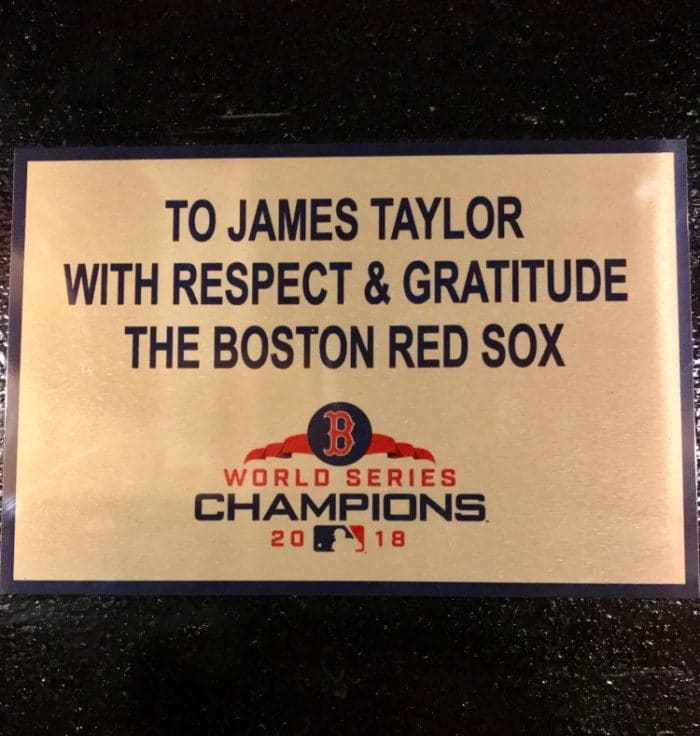 TO JAMES TAYLOR
WITH RESPECT & GRATITUDE
THE BOSTON RED SOX
B
WORLD SERIES
CHAMPIONS
20 18